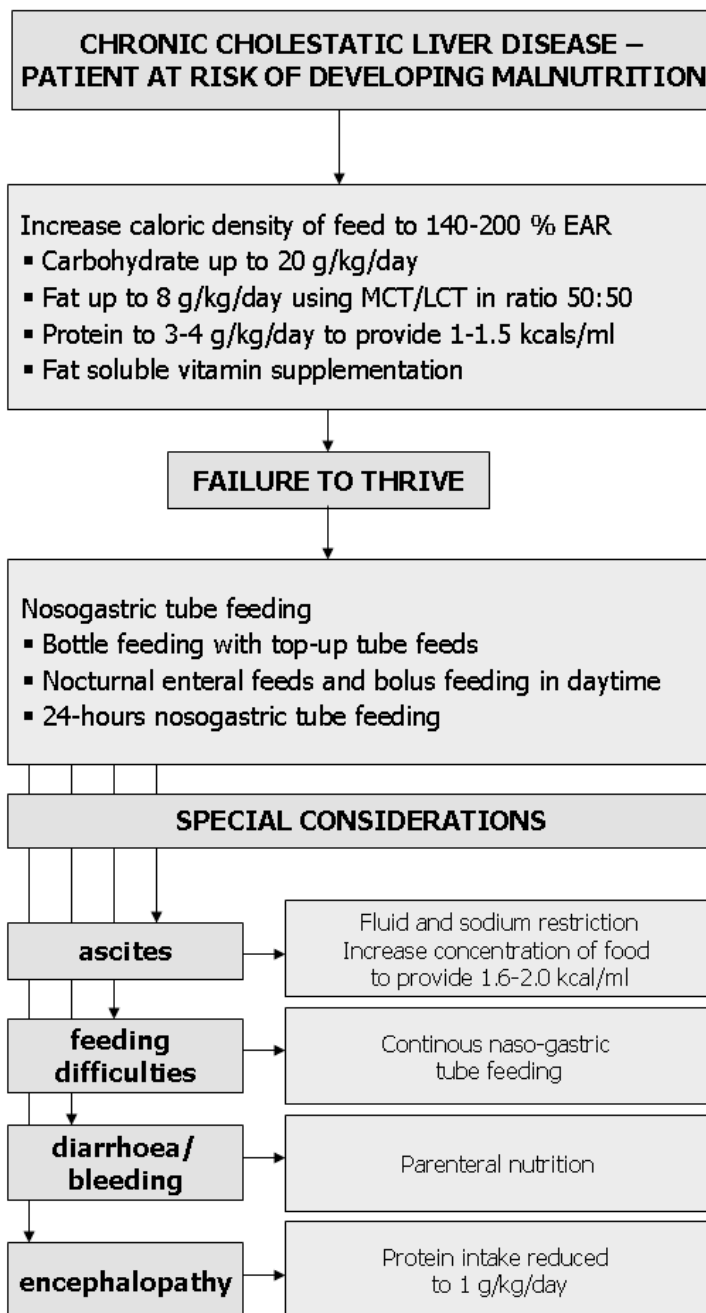 CHRONIC CHOLESTATIC LIVER DISEASE –
PATIENT AT RISK OF DEVELOPING MALNUTRITION
Increase caloric density of feed to 140-200 % EAR
▪ Carbohydrate up to 20 g/kg/day
▪ Fat up to 8 g/kg/day using MCT/LCT in ratio 50:50
▪ Protein to 3-4 g/kg/day to provide 1-1.5 kcals/ml
▪ Fat soluble vitamin supplementation
FAILURE TO THRIVE
Nosogastric tube feeding
▪ Bottle feeding with top-up tube feeds
▪ Nocturnal enteral feeds and bolus feeding in daytime
▪ 24-hours nosogastric tube feeding
SPECIAL CONSIDERATIONS
ascites
Fluid and sodium restriction
Increase concentration of food
to provide 1.6-2.0 kcal/ml
feeding
difficulties
Continous naso-gastric
tube feeding
diarrhoea/
bleeding
Parenteral nutrition
encephalopathy
Protein intake reduced
to 1 g/kg/day